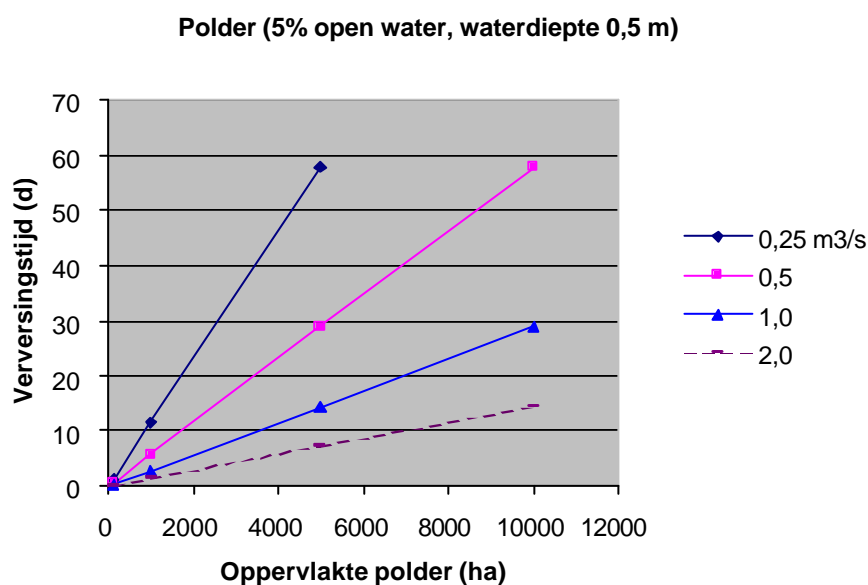 Polder (5% open water, waterdiepte 0,5 m)
70
60
50
40
30
20
10
0
Verversingstijd (d)
0 2000 4000 6000 8000 10000 12000
Oppervlakte polder (ha)
0,25 m3/s
0,5
1,0
2,0